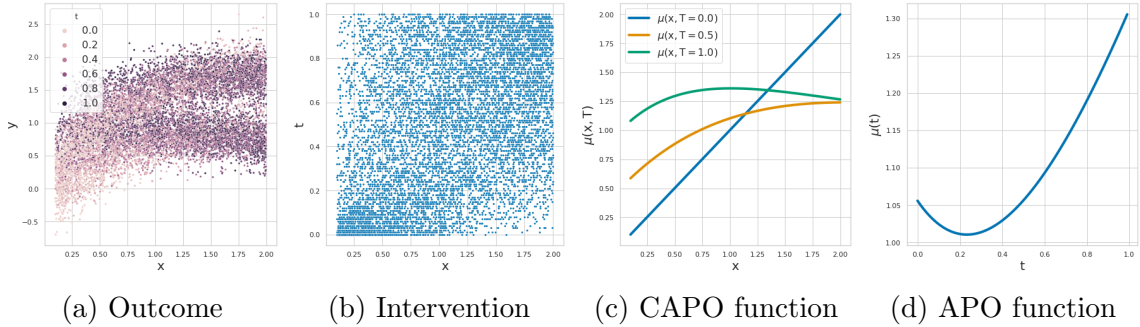 t
0.0
0.2
0.4
0.6
0.8
1.0
y
2.5
2.0
1.5
1.0
0.5
0.0
−0.5
0.25 0.50 0.75 1.00 1.25 1.50 1.75 2.00
x
(a) Outcome
t
1.0
0.8
0.6
0.4
0.2
0.0
0.25 0.50 0.75 1.00 1.25 1.50 1.75 2.00
x
(b) Intervention
μ(x, T = 0.0)
μ(x, T = 0.5)
μ(x, T = 1.0)
μ(x, T)
2.00
1.75
1.50
1.25
1.00
0.75
0.50
0.25
0.25 0.50 0.75 1.00 1.25 1.50 1.75 2.00
x
(c) CAPO function
μ(t)
1.30
1.25
1.20
1.15
1.10
1.05
1.00
0.0 0.2 0.4 0.6 0.8 1.0
t
(d) APO function